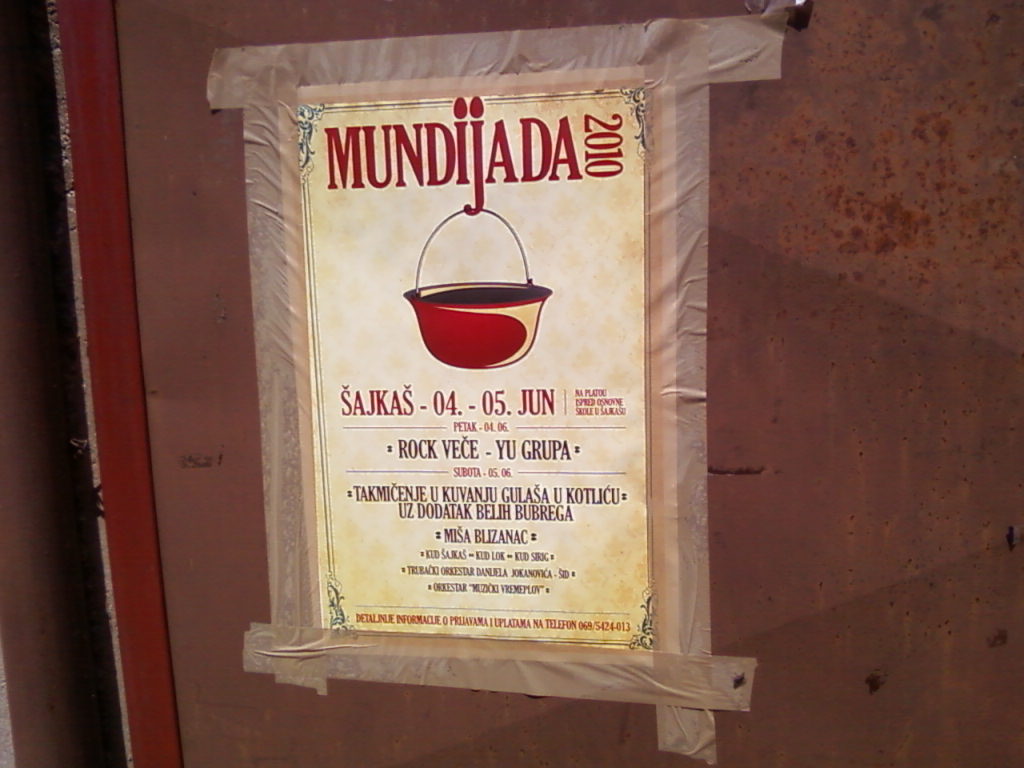 MUNDIJADA 2010
ŠAJKAŠ - 04. - 05. JUN
NA PLATOU
ISPRED OSNOVNE
ŠKOLE U ŠAJKAŠU
PETAK - 04. 06.
ROCK VEČE - YU GRUPA
SUBOTA - 05. 06.
TAKMIČENJE U KUVANJU GULAŠA U KOTLIĆU
UZ DODATAK BELIH BUBREGA
MIŠA BLIZANAC
KUD ŠAJKAŠ KUD LOK KUD SIRIG
TRUBAČKI ORKESTAR DANIJELA JOKANOVIĆA - ŠID
ORKESTAR "MUZIČKI VREMEPLOV"
DETALJNIJE INFORMACIJE O PRIJAVAMA I UPLATAMA NA TELEFON 069/5424-013